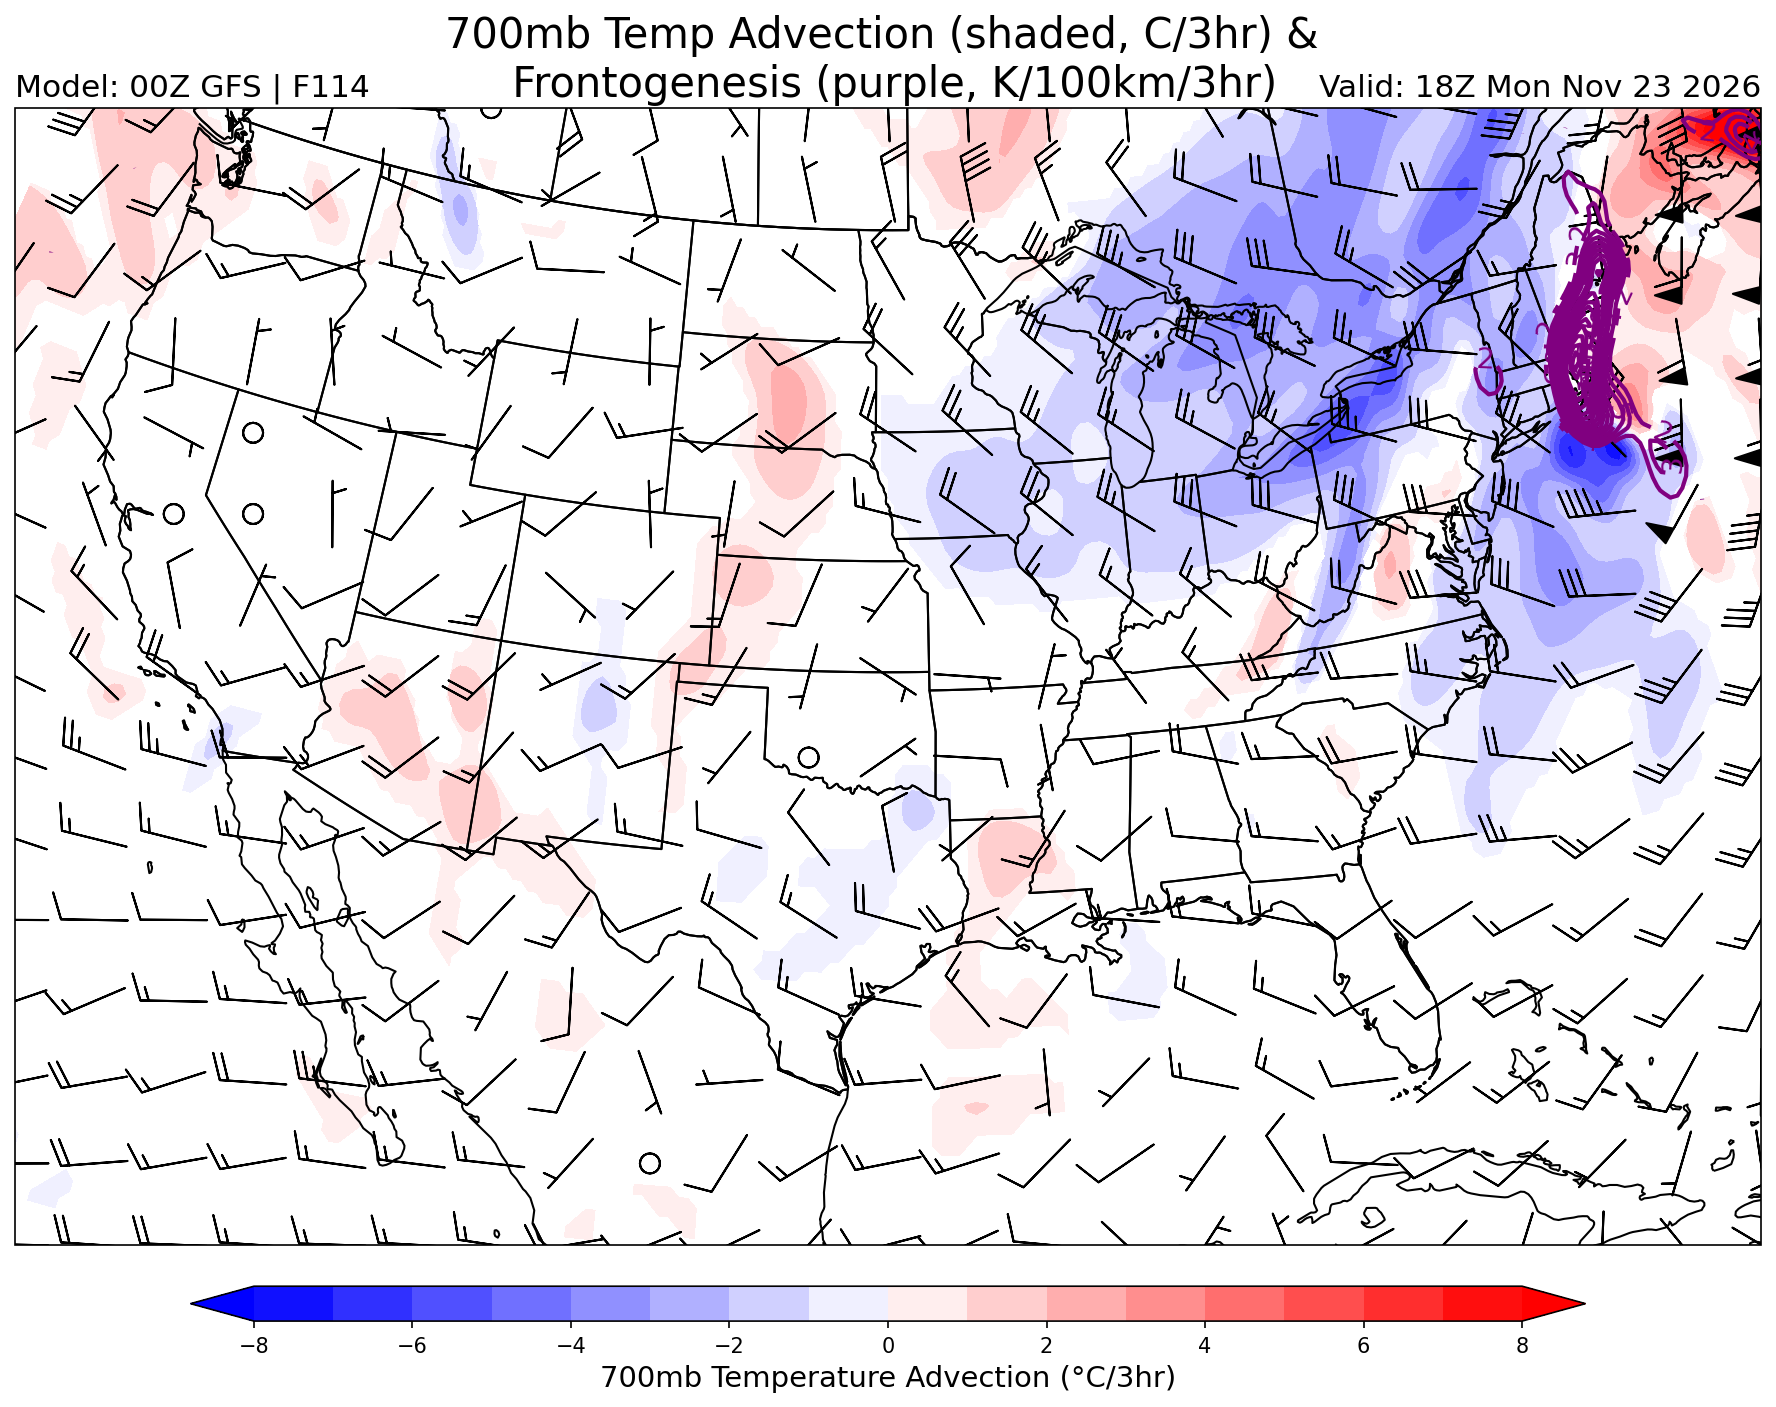 700mb Temp Advection (shaded, C/3hr) &
Frontogenesis (purple, K/100km/3hr)
Model: 00Z GFS | F114
Valid: 18Z Mon Nov 23 2026
2
−8 −6 −4 −2 0 2 4 6 8
700mb Temperature Advection (°C/3hr)